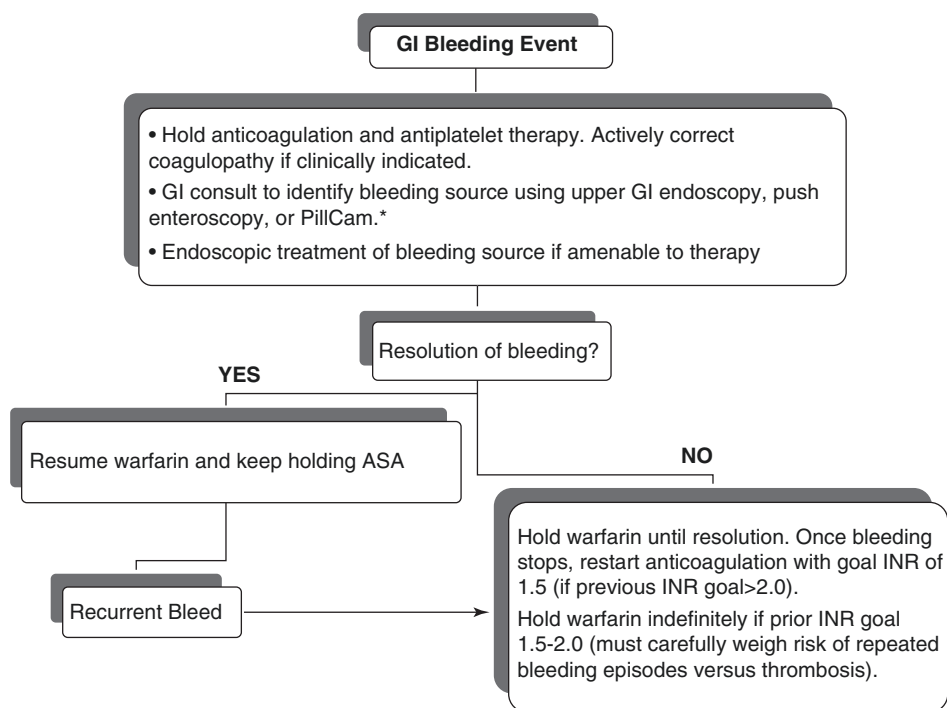 GI Bleeding Event
• Hold anticoagulation and antiplatelet therapy. Actively correct
coagulopathy if clinically indicated.
• GI consult to identify bleeding source using upper GI endoscopy, push
enteroscopy, or PillCam.*
• Endoscopic treatment of bleeding source if amenable to therapy
Resolution of bleeding?
YES
Resume warfarin and keep holding ASA
NO
Hold warfarin until resolution. Once bleeding
stops, restart anticoagulation with goal INR of
1.5 (if previous INR goal>2.0).
Hold warfarin indefinitely if prior INR goal
1.5-2.0 (must carefully weigh risk of repeated
bleeding episodes versus thrombosis).
Recurrent Bleed